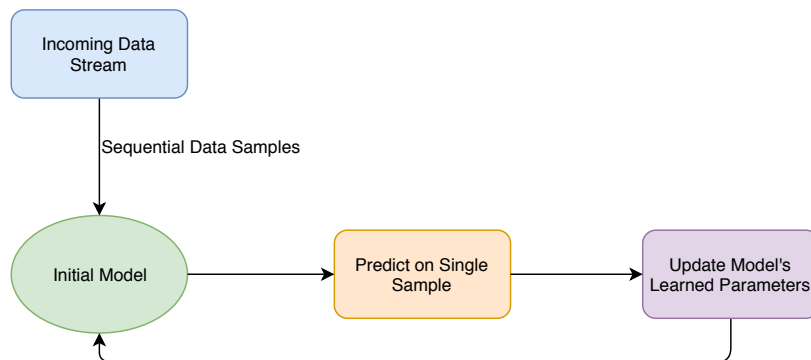 Incoming Data
Stream
Sequential Data Samples
Initial Model
Predict on Single
Sample
Update Model's
Learned Parameters